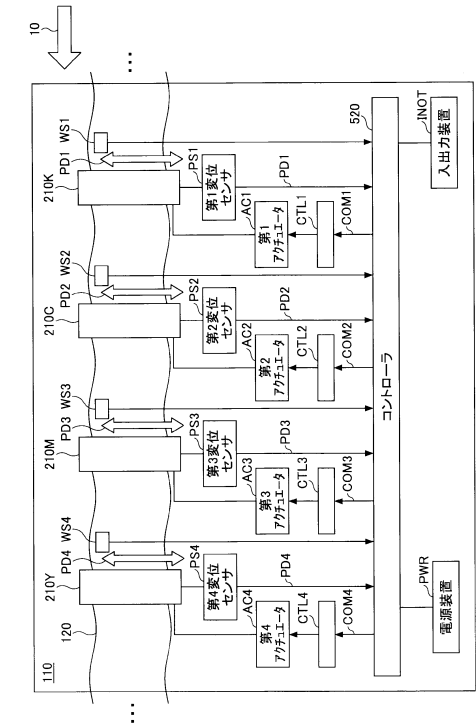 10
...
110
120
210Y
PD4
WS4
210M
PD3
WS3
210C
PD2
WS2
210K
PD1
WS1
PS4
第4変位
センサ
PS3
第3変位
センサ
PS2
第2変位
センサ
PS1
第1変位
センサ
AC4
PD4
第4
アクチュエータ
AC3
PD3
第3
アクチュエータ
AC2
PD2
第2
アクチュエータ
AC1
PD1
第1
アクチュエータ
CTL4
COM4
CTL3
COM3
CTL2
COM2
CTL1
COM1
コントローラ
520
PWR
電源装置
INOT
入出力装置
...